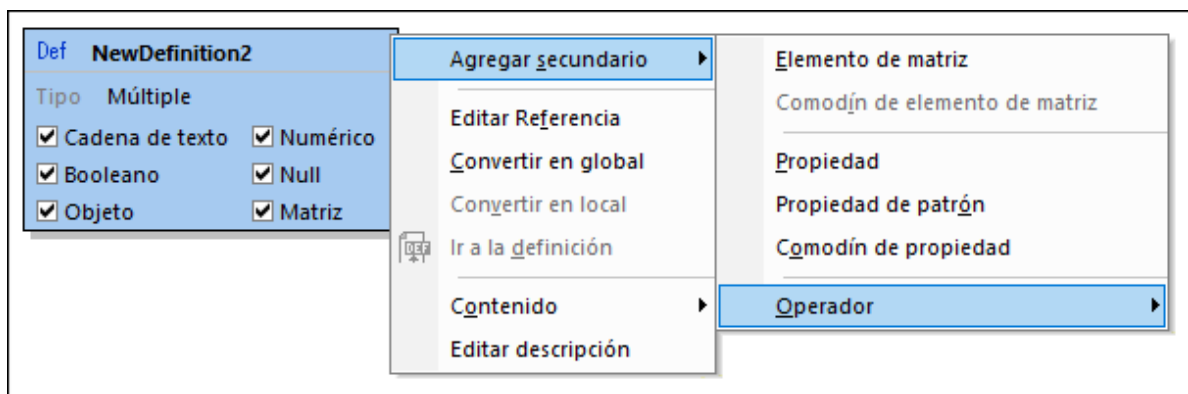 Def NewDefinition2
Tipo Múltiple
Cadena de texto Numérico
Booleano Null
Objeto Matriz
Agregar secundario
Editar Referencia
Convertir en global
Convertir en local
DEF Ir a la definición
Contenido
Editar descripción
Elemento de matriz
Comodín de elemento de matriz
Propiedad
Propiedad de patrón
Comodín de propiedad
Operador